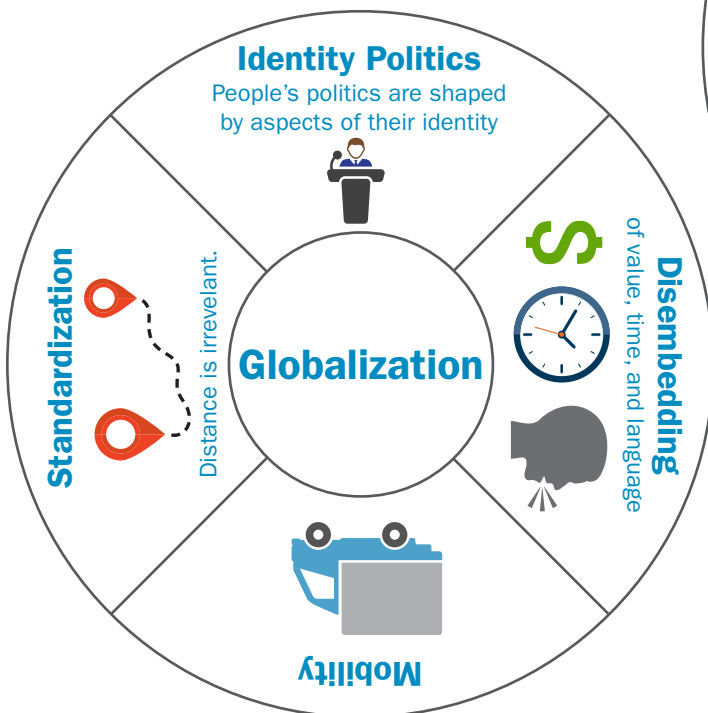 Identity Politics
People's politics are shaped
by aspects of their identity
Disembedding
of value, time, and language
Mobility
Standardization
Distance is irrevelant.
Globalization
$